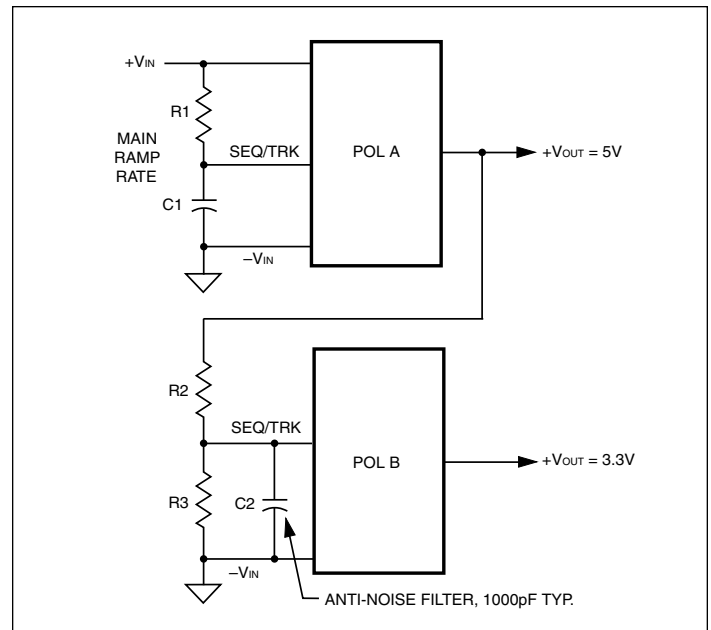 +VIN
R1
MAIN
RAMP
RATE
SEQ/TRK
POL A
+VOUT = 5V
C1
–VIN
R2
SEQ/TRK
POL B
+VOUT = 3.3V
R3
C2
–VIN
ANTI-NOISE FILTER, 1000pF TYP.